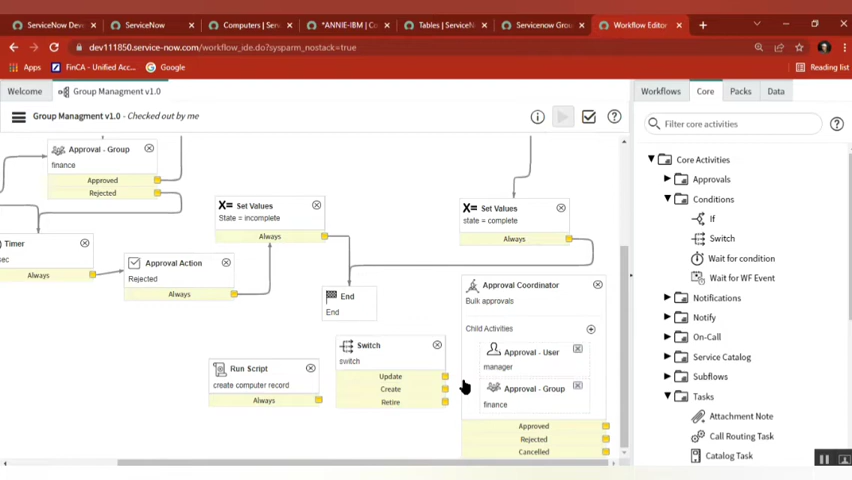 ServiceNow Dev
ServiceNow
Computers | Se
*ANNIE-IBM | Co
Tables | ServiceN
Servicenow Grou
Workflow Editor
dev111850.service-now.com/workflow_ide.do?sysparm_nostack=true
Apps
FinCA - Unified Acc...
Google
Reading list
Welcome
Group Managment v1.0
Workflows
Core
Packs
Data
Group Managment v1.0 - Checked out by me
Filter core activities
Approval - Group
finance
Approved
Rejected
Core Activities
Approvals
Conditions
If
Switch
Wait for condition
Wait for WF Event
Notifications
Notify
On-Call
Service Catalog
Subflows
Tasks
Attachment Note
Call Routing Task
Catalog Task
Set Values
State = incomplete
Always
Set Values
state = complete
Always
Timer
sec
Always
Approval Action
Rejected
Always
End
End
Approval Coordinator
Bulk approvals
Child Activities
Approval - User
manager
Approval - Group
finance
Approved
Rejected
Cancelled
Switch
switch
Update
Create
Retire
Run Script
create computer record
Always